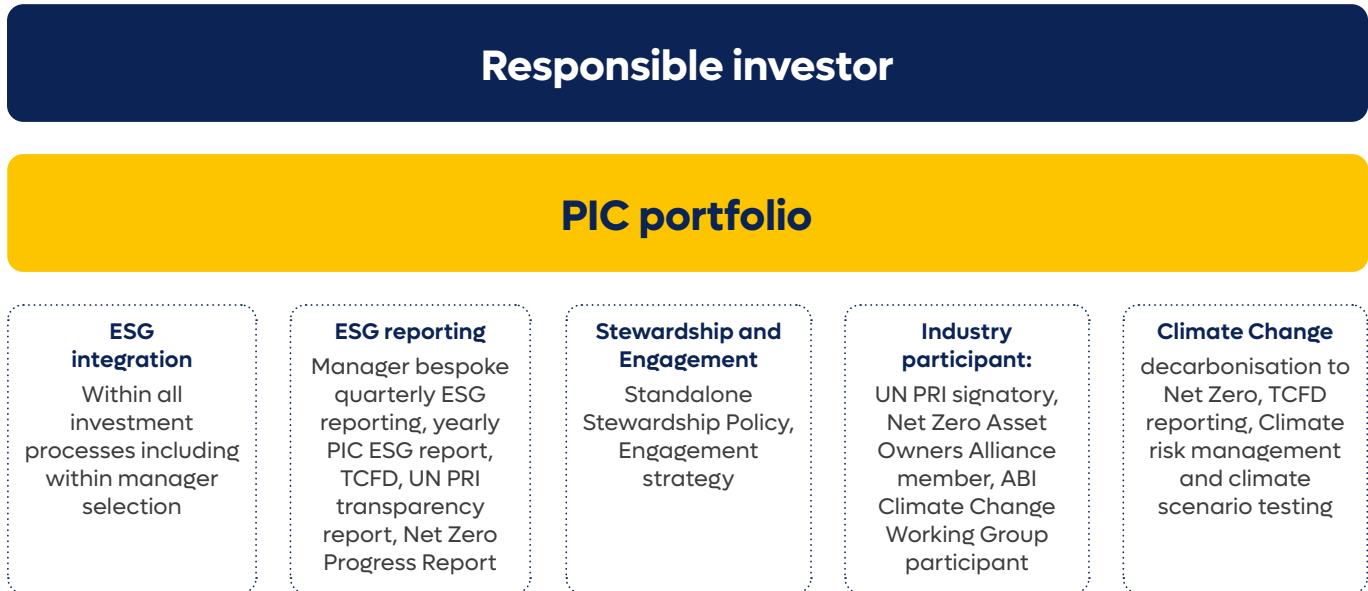 Responsible investor
PIC portfolio
ESG
integration
Within all
investment
processes including
within manager
selection
ESG reporting
Manager bespoke
quarterly ESG
reporting, yearly
PIC ESG report,
TCFD, UN PRI
transparency
report, Net Zero
Progress Report
Stewardship and
Engagement
Standalone
Stewardship Policy,
Engagement
strategy
Industry
participant:
UN PRI signatory,
Net Zero Asset
Owners Alliance
member, ABI
Climate Change
Working Group
participant
Climate Change
decarbonisation to
Net Zero, TCFD
reporting, Climate
risk management
and climate
scenario testing